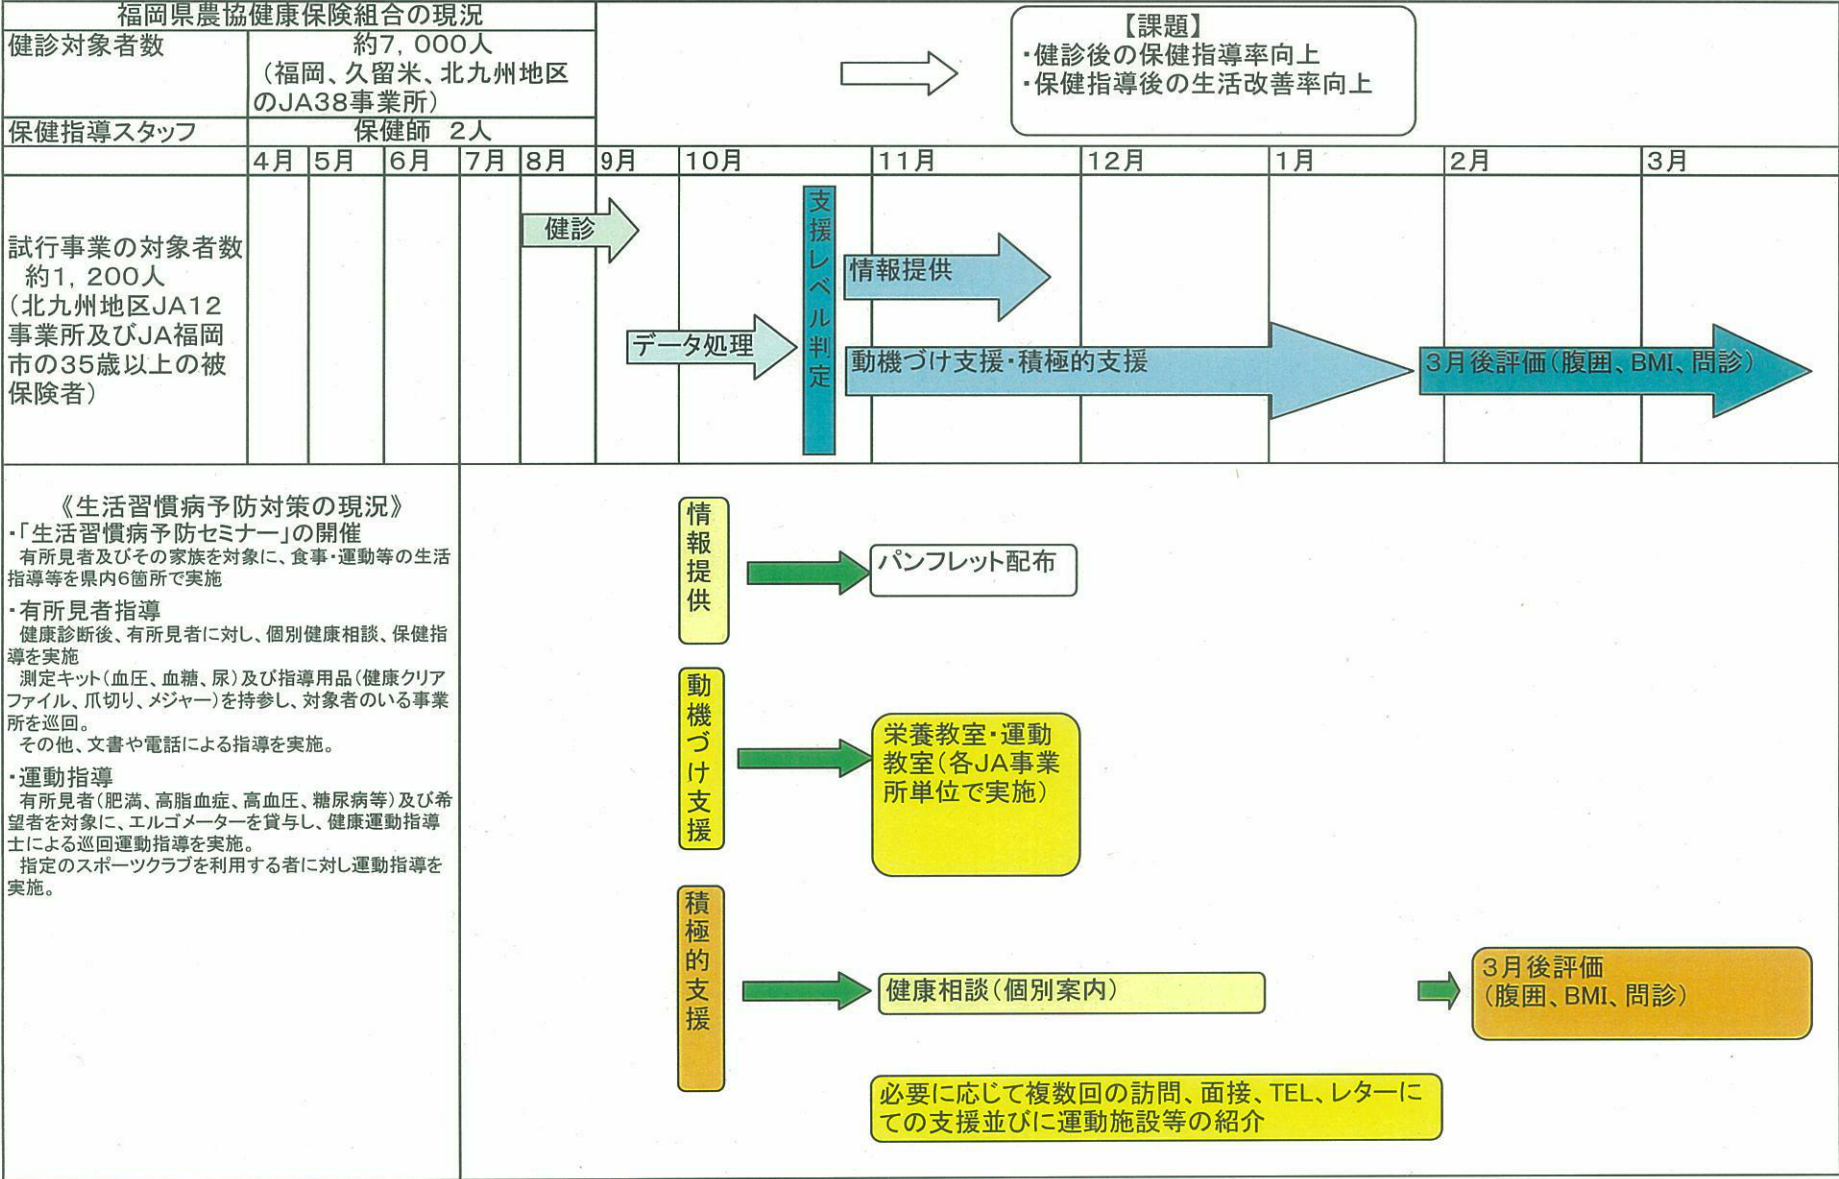 福岡県農協健康保険組合の現況
健診対象者数
約7,000人
(福岡、久留米、北九州地区
のJA38事業所)
保健指導スタッフ
保健師 2人
【課題】
・健診後の保健指導率向上
・保健指導後の生活改善率向上
4月 5月 6月 7月 8月 9月 10月 11月 12月 1月 2月 3月
試行事業の対象者数
約1,200人
(北九州地区JA12
事業所及びJA福岡
市の35歳以上の被
保険者)
健診
データ処理
支援レベル判定
情報提供
動機づけ支援・積極的支援
3月後評価(腹囲、BMI、問診)
《生活習慣病予防対策の現況》
・「生活習慣病予防セミナー」の開催
有所見者及びその家族を対象に、食事・運動等の生活
指導等を県内6箇所で実施
・有所見者指導
健康診断後、有所見者に対し、個別健康相談、保健指
導を実施
測定キット(血圧、血糖、尿)及び指導用品(健康クリア
ファイル、爪切り、メジャー)を持参し、対象者のいる事業
所を巡回。
その他、文書や電話による指導を実施。
・運動指導
有所見者(肥満、高脂血症、高血圧、糖尿病等)及び希
望者を対象に、エルゴメーターを貸与し、健康運動指導
士による巡回運動指導を実施。
指定のスポーツクラブを利用する者に対し運動指導を
実施。
情報提供
パンフレット配布
動機づけ支援
栄養教室・運動
教室(各JA事業
所単位で実施)
積極的支援
健康相談(個別案内)
3月後評価
(腹囲、BMI、問診)
必要に応じて複数回の訪問、面接、TEL、レターに
ての支援並びに運動施設等の紹介